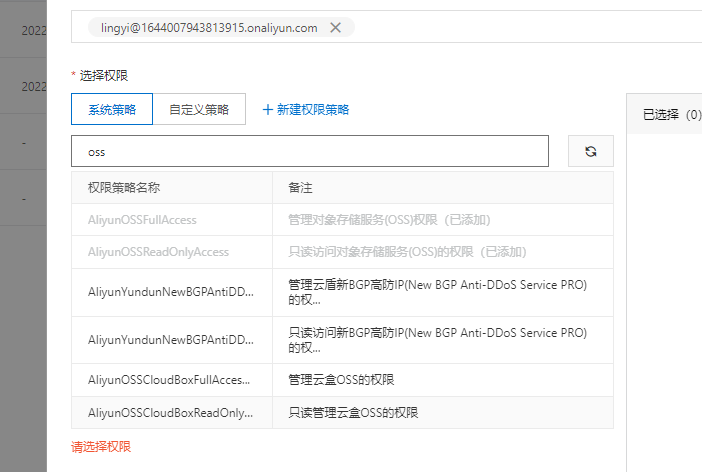 lingyi@1644007943813915.onaliyun.com ×
2022
* 选择权限
2022
系统策略 自定义策略 + 新建权限策略
已选择 (0)
oss
权限策略名称 备注
AliyunOSSFullAccess 管理对象存储服务(OSS)权限（已添加）
-
AliyunOSSReadOnlyAccess 只读访问对象存储服务(OSS)的权限（已添加）
-
AliyunYundunNewBGPAntiDD... 管理云盾新BGP高防IP(New BGP Anti-DDoS Service PRO)
的权...
AliyunYundunNewBGPAntiDD... 只读访问新BGP高防IP(New BGP Anti-DDoS Service PRO)
的权...
AliyunOSSCloudBoxFullAcces... 管理云盒OSS的权限
AliyunOSSCloudBoxReadOnly... 只读管理云盒OSS的权限
请选择权限